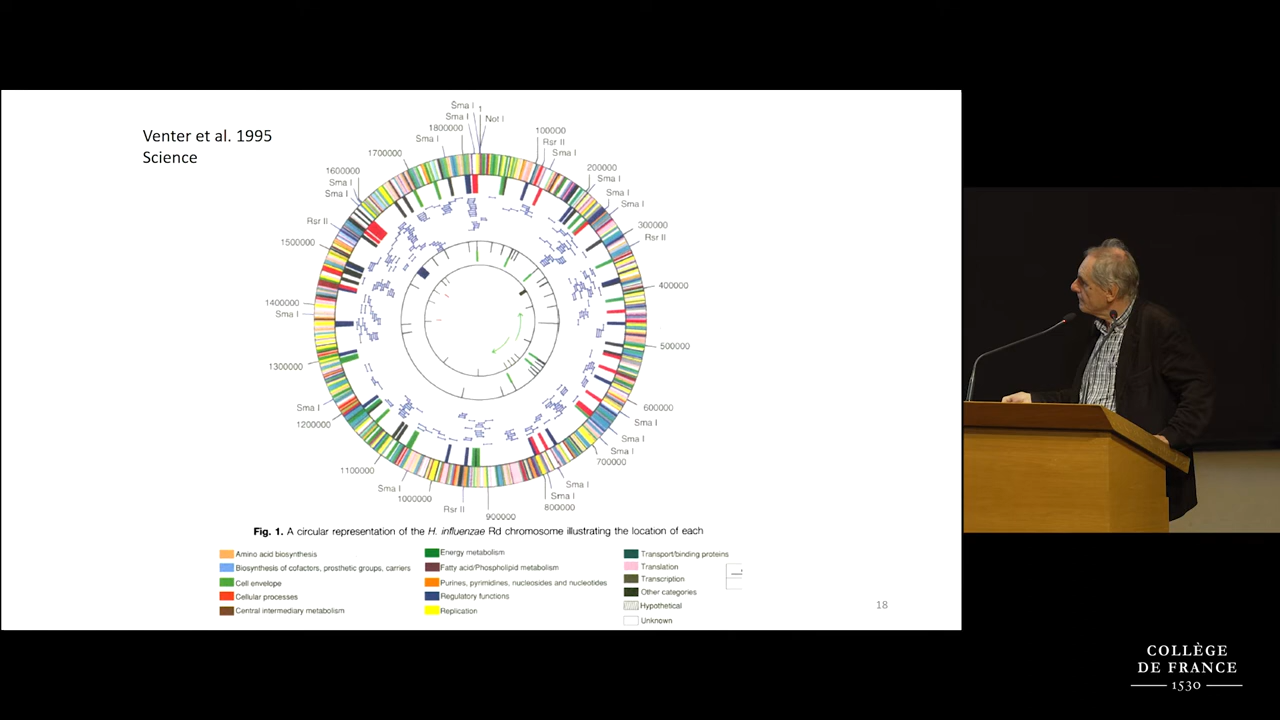 Venter et al. 1995
Science
Sma I
1
Sma I
Not I
1800000
Sma I
1700000
100000
Rsr II
Sma I
1600000
Sma I
Sma I
200000
Sma I
Sma I
Sma I
Rsr II
300000
Rsr II
1500000
400000
1400000
Sma I
500000
1300000
600000
Sma I
Sma I
1200000
Sma I
700000
1100000
Sma I
Sma I
1000000
Sma I
800000
Rsr II
900000
Fig. 1. A circular representation of the H. influenzae Rd chromosome illustrating the location of each
Amino acid biosynthesis
Biosynthesis of cofactors, prosthetic groups, carriers
Cell envelope
Cellular processes
Central intermediary metabolism
Energy metabolism
Fatty acid/Phospholipid metabolism
Purines, pyrimidines, nucleosides and nucleotides
Regulatory functions
Replication
Transport/binding proteins
Translation
Transcription
Other categories
Hypothetical
Unknown
18
COLLÈGE
DE FRANCE
1530